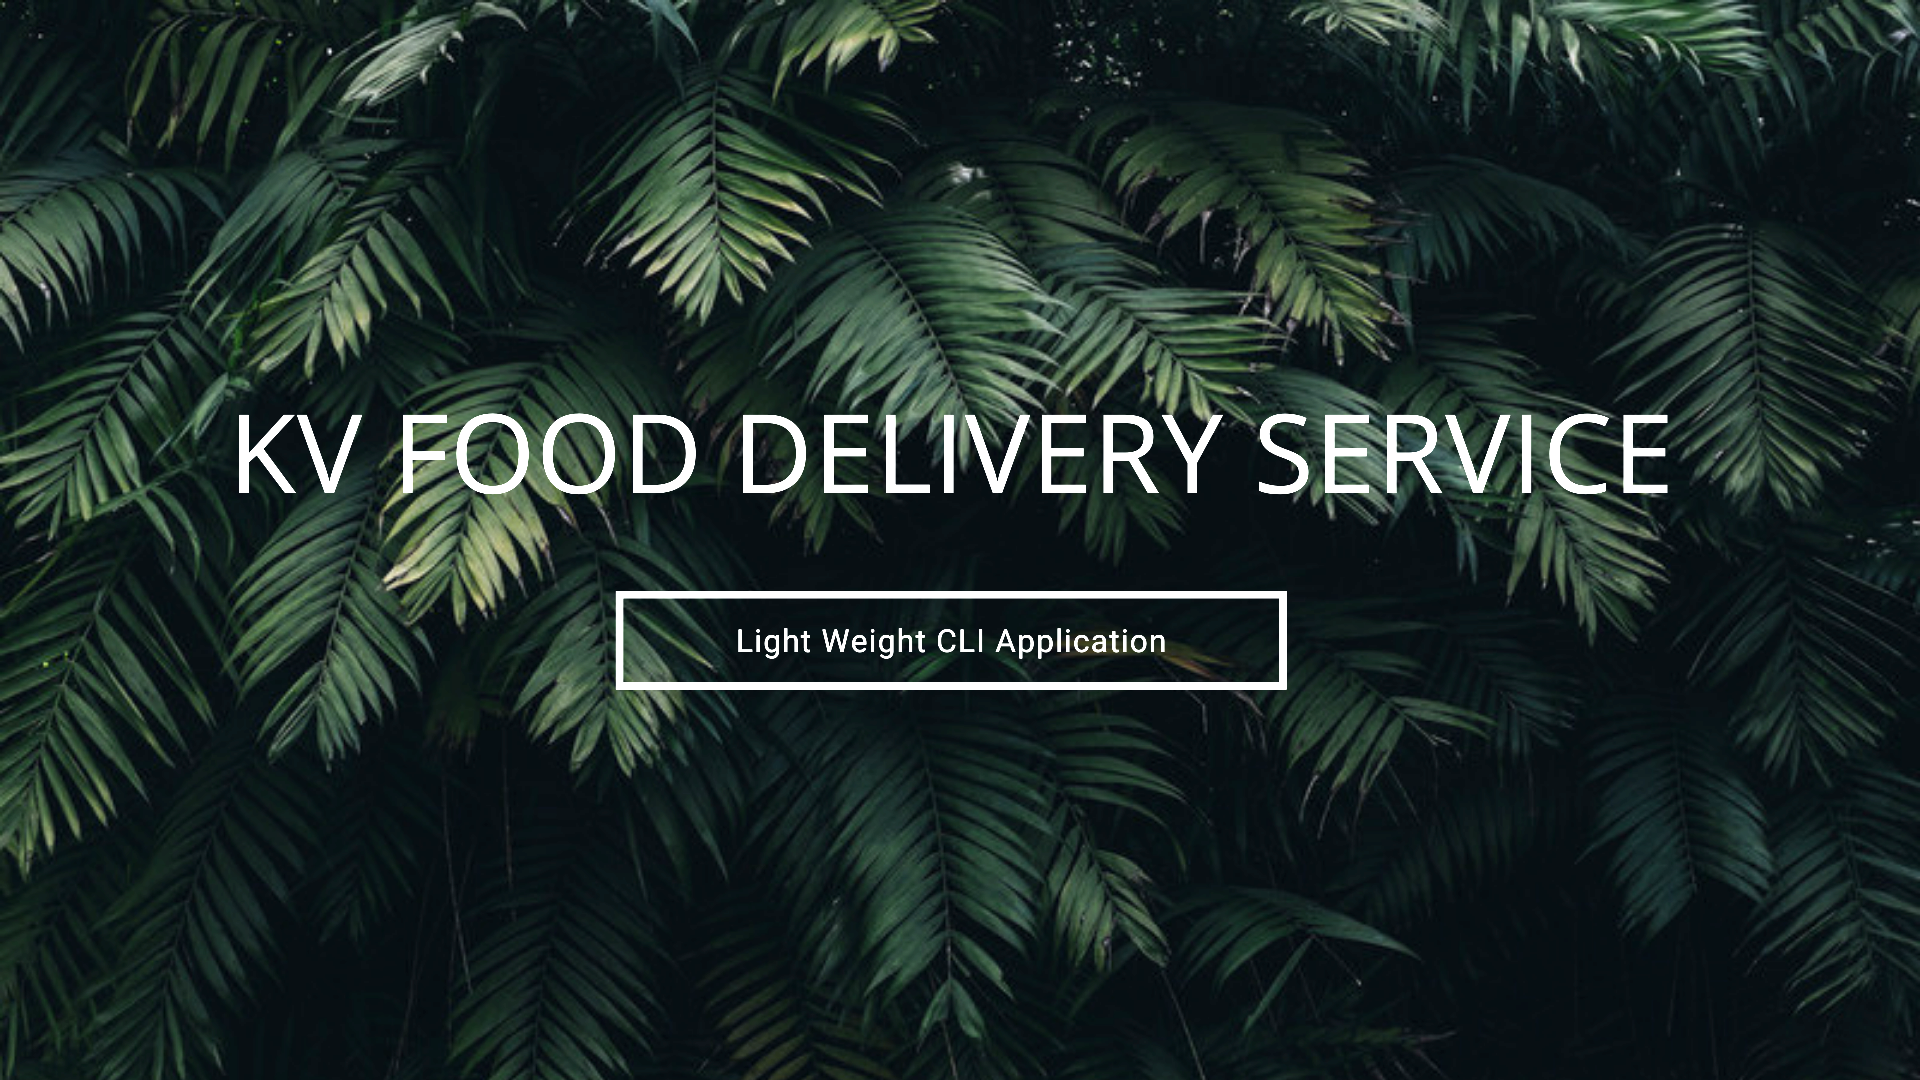 KV FOOD DELIVERY SERVICE
Light Weight CLI Application